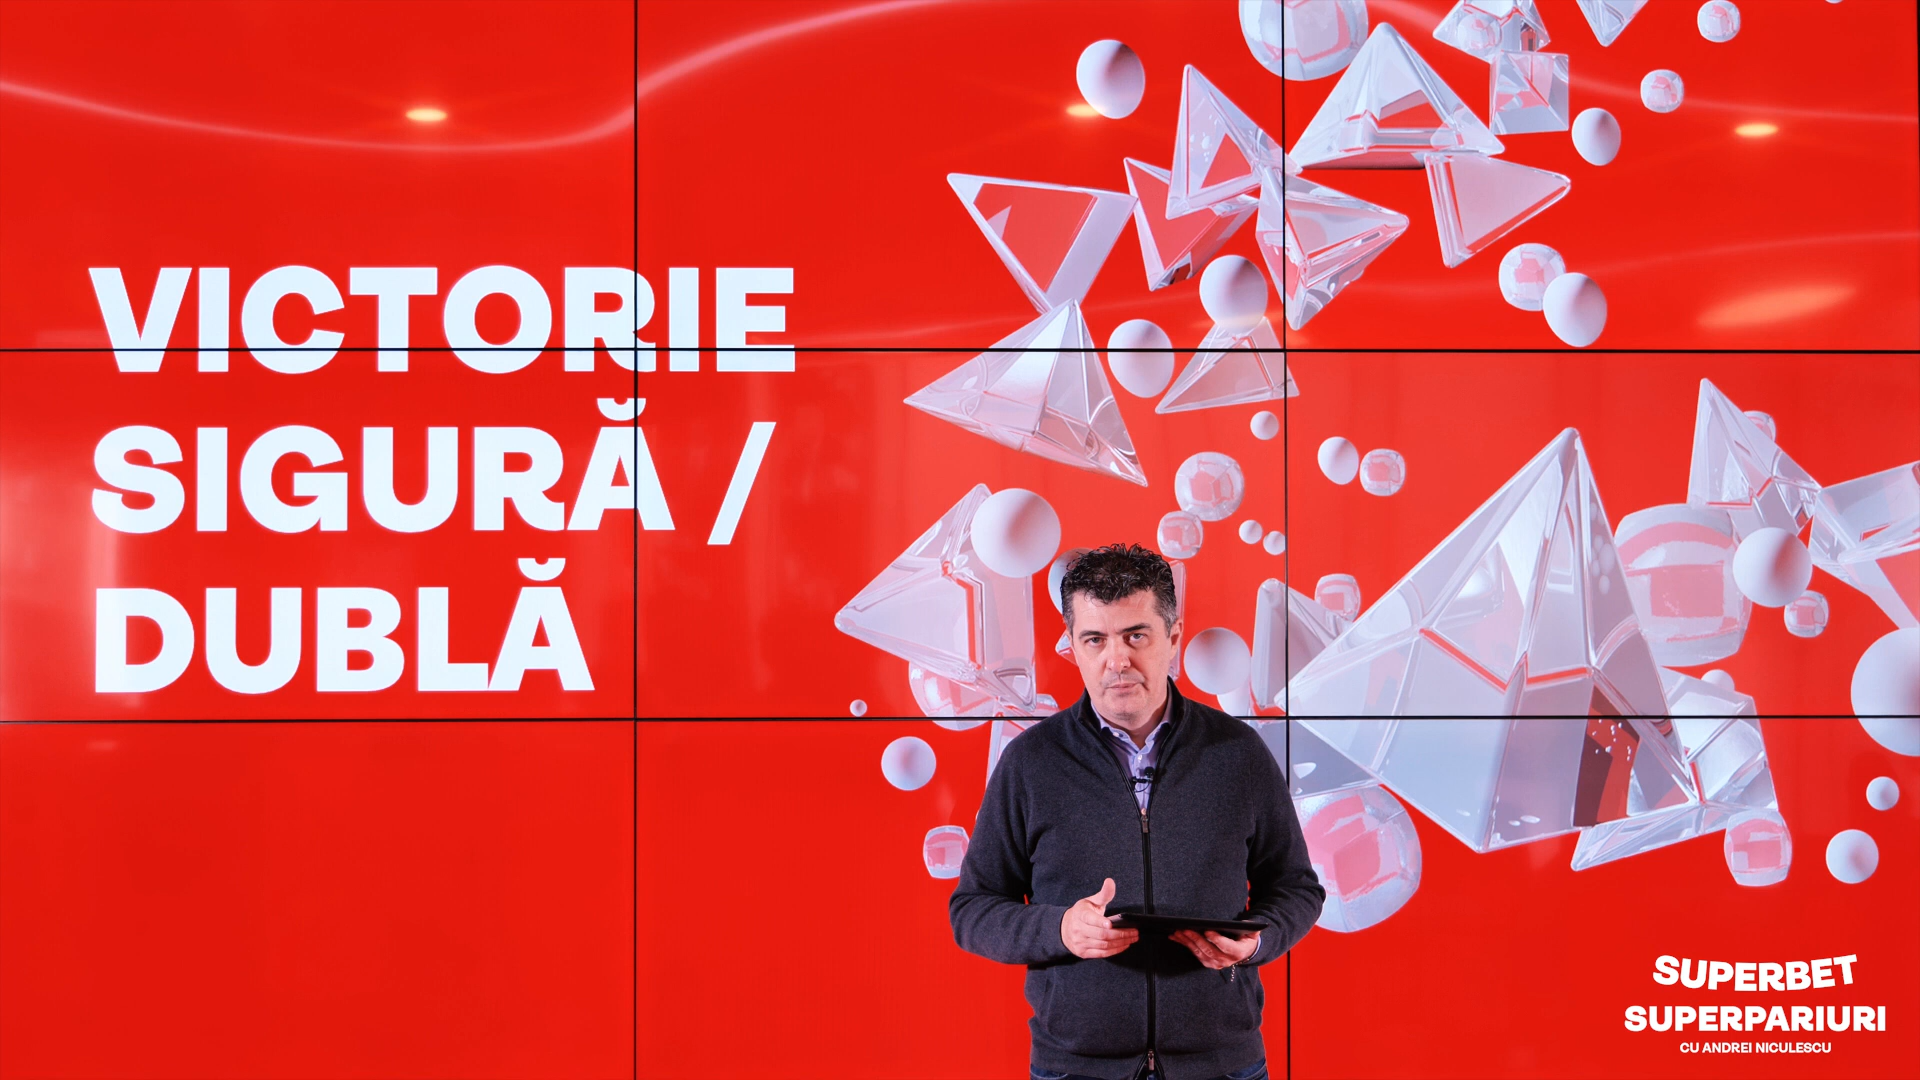 VICTORIE
SIGURĂ /
DUBLĂ
SUPERBET
SUPERPARIURI
CU ANDREI NICULESCU